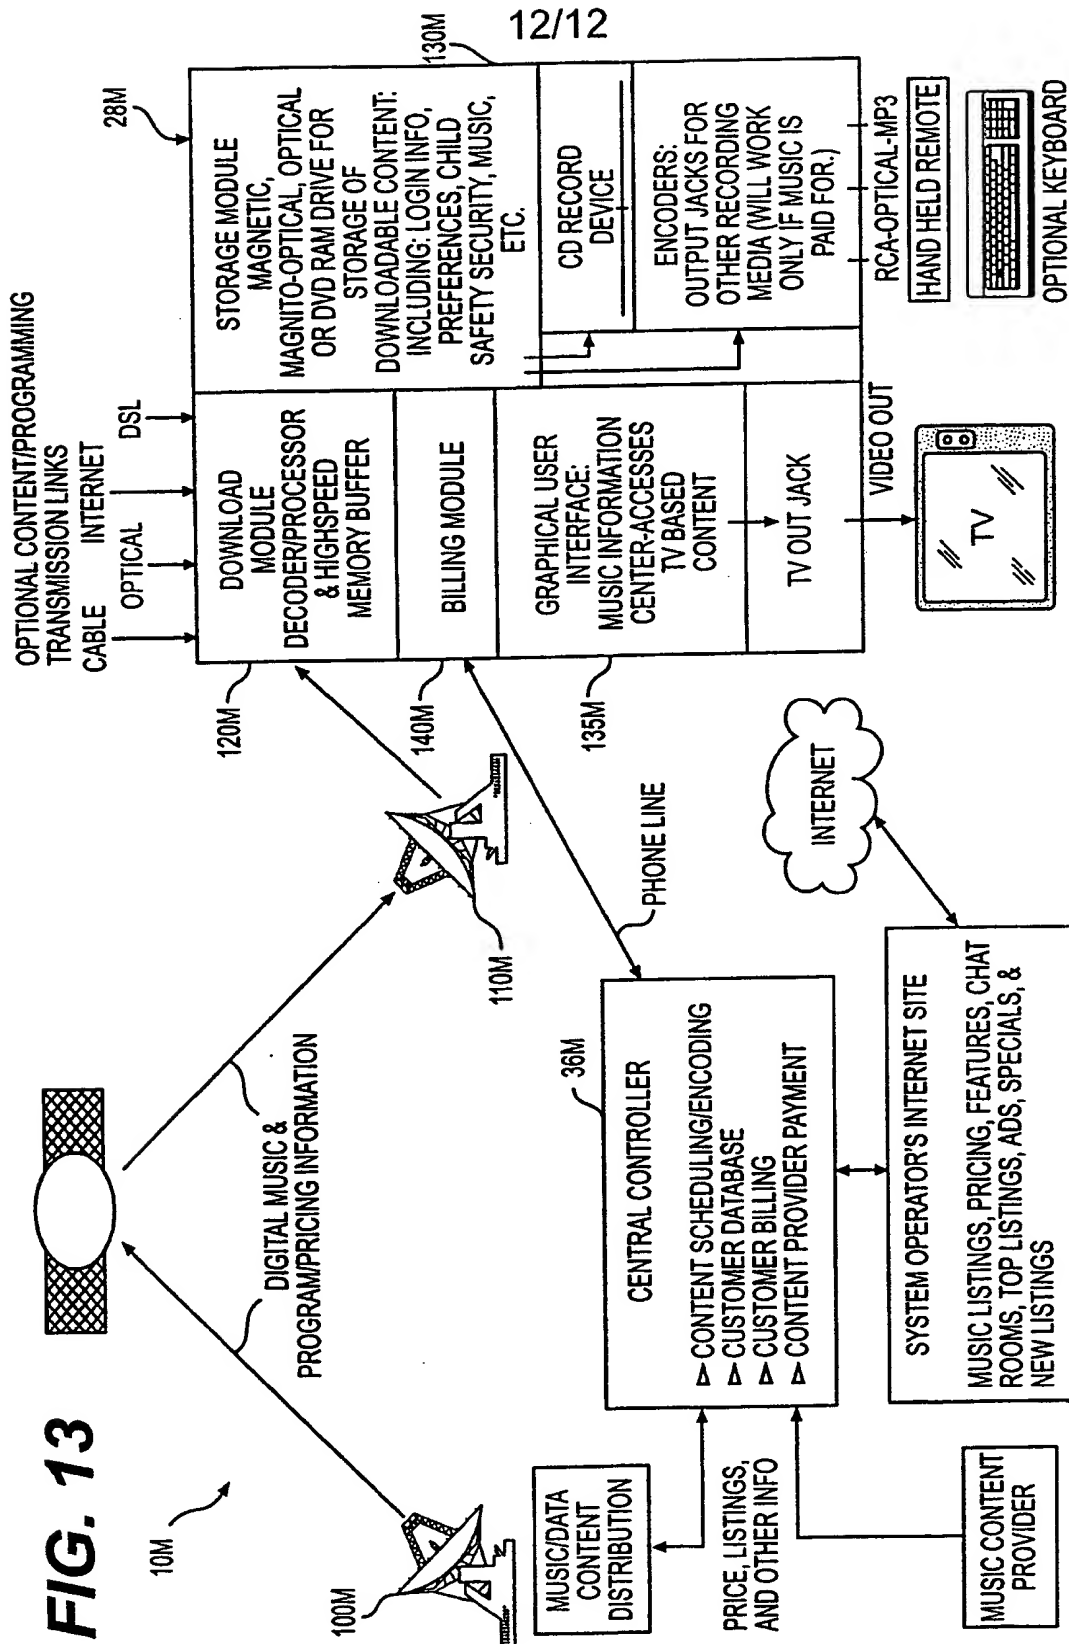 12/12
FIG. 13
10M
100M
DIGITAL MUSIC &
PROGRAM/PRICING INFORMATION
110M
MUSIC/DATA
CONTENT
DISTRIBUTION
PRICE, LISTINGS,
AND OTHER INFO
MUSIC CONTENT
PROVIDER
36M
CENTRAL CONTROLLER
CONTENT SCHEDULING/ENCODING
CUSTOMER DATABASE
CUSTOMER BILLING
CONTENT PROVIDER PAYMENT
SYSTEM OPERATOR'S INTERNET SITE
MUSIC LISTINGS, PRICING, FEATURES, CHAT
ROOMS, TOP LISTINGS, ADS, SPECIALS, &
NEW LISTINGS
PHONE LINE
INTERNET
OPTIONAL CONTENT/PROGRAMMING
TRANSMISSION LINKS
CABLE INTERNET
OPTICAL DSL
28M
120M
DOWNLOAD
MODULE
DECODER/PROCESSOR
& HIGHSPEED
MEMORY BUFFER
140M
BILLING MODULE
135M
GRAPHICAL USER
INTERFACE:
MUSIC INFORMATION
CENTER-ACCESSES
TV BASED
CONTENT
TV OUT JACK
VIDEO OUT
TV
STORAGE MODULE
MAGNETIC,
MAGNITO-OPTICAL, OPTICAL
OR DVD RAM DRIVE FOR
STORAGE OF
DOWNLOADABLE CONTENT:
INCLUDING: LOGIN INFO,
PREFERENCES, CHILD
SAFETY SECURITY, MUSIC,
ETC.
130M
CD RECORD
DEVICE
ENCODERS:
OUTPUT JACKS FOR
OTHER RECORDING
MEDIA (WILL WORK
ONLY IF MUSIC IS
PAID FOR.)
RCA-OPTICAL-MP3
HAND HELD REMOTE
OPTIONAL KEYBOARD